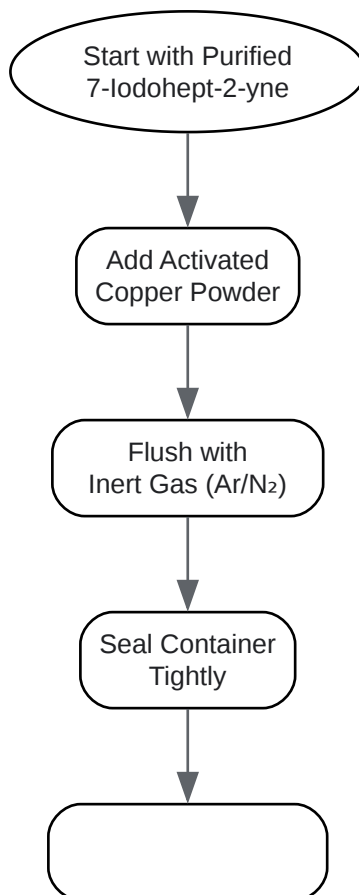 Start with Purified
7-Iodohept-2-yne
Add Activated
Copper Powder
Flush with
Inert Gas (Ar/N₂)
Seal Container
Tightly